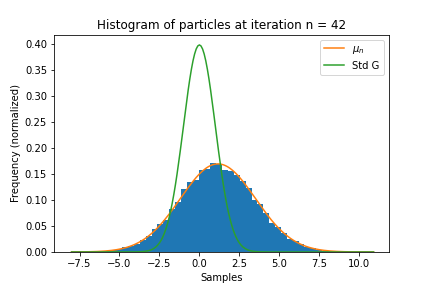 Histogram of particles at iteration n = 42
μₙ
Std G
Frequency (normalized)
0.40
0.35
0.30
0.25
0.20
0.15
0.10
0.05
0.00
−7.5 −5.0 −2.5 0.0 2.5 5.0 7.5 10.0
Samples